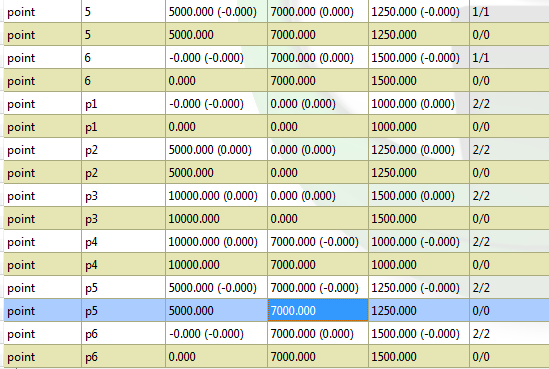 point 5 5000.000 (-0.000) 7000.000 (0.000) 1250.000 (-0.000) 1/1
point 5 5000.000 7000.000 1250.000 0/0
point 6 -0.000 (-0.000) 7000.000 (0.000) 1500.000 (-0.000) 1/1
point 6 0.000 7000.000 1500.000 0/0
point p1 -0.000 (-0.000) 0.000 (0.000) 1000.000 (0.000) 2/2
point p1 0.000 0.000 1000.000 0/0
point p2 5000.000 (0.000) 0.000 (0.000) 1250.000 (0.000) 2/2
point p2 5000.000 0.000 1250.000 0/0
point p3 10000.000 (0.000) 0.000 (0.000) 1500.000 (0.000) 2/2
point p3 10000.000 0.000 1500.000 0/0
point p4 10000.000 (0.000) 7000.000 (-0.000) 1000.000 (-0.000) 2/2
point p4 10000.000 7000.000 1000.000 0/0
point p5 5000.000 (-0.000) 7000.000 (-0.000) 1250.000 (-0.000) 2/2
point p5 5000.000 7000.000 1250.000 0/0
point p6 -0.000 (-0.000) 7000.000 (0.000) 1500.000 (-0.000) 2/2
point p6 0.000 7000.000 1500.000 0/0